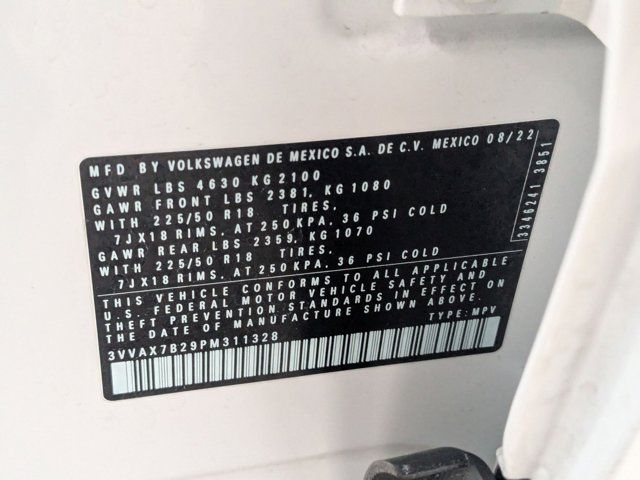 MFD BY VOLKSWAGEN DE MEXICO S.A. DE C.V. MEXICO 08/22
GVWR LBS 4630 KG 2100
GAWR FRONT LBS 2381, KG 1080
WITH 225/50 R18 TIRES,
7JX18 RIMS, AT 250 KPA, 36 PSI COLD
GAWR REAR LBS 2359, KG 1070
WITH 225/50 R18 TIRES,
7JX18 RIMS, AT 250 KPA, 36 PSI COLD
THIS VEHICLE CONFORMS TO ALL APPLICABLE
U.S. FEDERAL MOTOR VEHICLE SAFETY AND
THEFT PREVENTION STANDARDS IN EFFECT ON
THE DATE OF MANUFACTURE SHOWN ABOVE.
TYPE: MPV
3VVAX7B29PM311328
3346241 3851